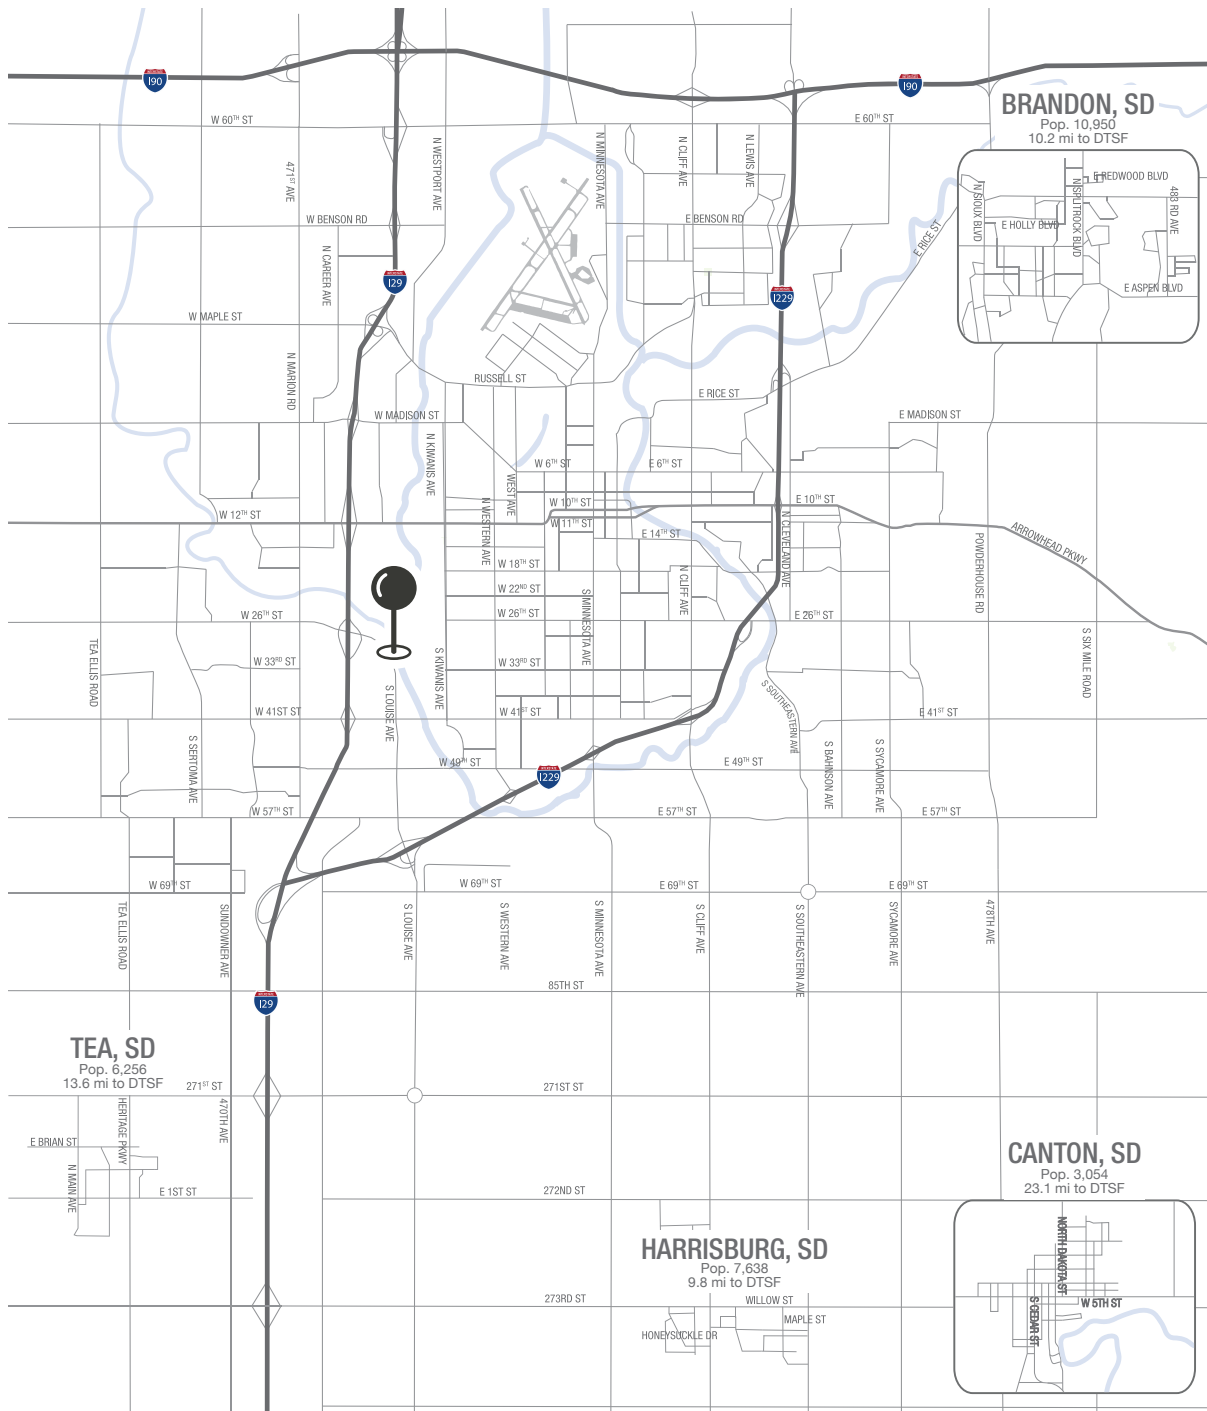 I90
I90
BRANDON, SD
Pop. 10,950
10.2 mi to DTSF
W 60TH ST
E 60TH ST
N WESTPORT AVE
N MINNESOTA AVE
N CLIFF AVE
N LEWIS AVE
471ST AVE
N SIOUX BLVD
N SPLITROCK BLVD
E REDWOOD BLVD
483 RD AVE
E HOLLY BLVD
E ASPEN BLVD
W BENSON RD
E BENSON RD
E RICE ST
N CAREER AVE
I29
I229
W MAPLE ST
N MARION RD
RUSSELL ST
E RICE ST
W MADISON ST
E MADISON ST
N KIWANIS AVE
W 6TH ST
E 6TH ST
WEST AVE
N WESTERN AVE
W 10TH ST
E 10TH ST
W 12TH ST
W 11TH ST
E 14TH ST
N CLEVELAND AVE
ARROWHEAD PKWY
POWDERHOUSE RD
W 18TH ST
N CLIFF AVE
W 22ND ST
S MINNESOTA AVE
W 26TH ST
W 26TH ST
E 26TH ST
TEA ELLIS ROAD
S SIX MILE ROAD
W 33RD ST
S KIWANIS AVE
W 33RD ST
S LOUISE AVE
S SOUTHEASTERN AVE
W 41ST ST
W 41ST ST
E 41ST ST
S SERTOMA AVE
S BAHNSON AVE
S SYCAMORE AVE
W 49TH ST
I229
E 49TH ST
W 57TH ST
E 57TH ST
E 57TH ST
W 69TH ST
W 69TH ST
E 69TH ST
E 69TH ST
TEA ELLIS ROAD
SUNDOWNER AVE
S LOUISE AVE
S WESTERN AVE
S MINNESOTA AVE
S CLIFF AVE
S SOUTHEASTERN AVE
SYCAMORE AVE
478TH AVE
85TH ST
I29
TEA, SD
Pop. 6,256
13.6 mi to DTSF
271ST ST
271ST ST
HERITAGE PKWY
470TH AVE
E BRIAN ST
N MAIN AVE
E 1ST ST
272ND ST
CANTON, SD
Pop. 3,054
23.1 mi to DTSF
NORTH DAKOTA ST
S CEDAR ST
W 5TH ST
HARRISBURG, SD
Pop. 7,638
9.8 mi to DTSF
273RD ST
WILLOW ST
MAPLE ST
HONEYSUCKLE DR